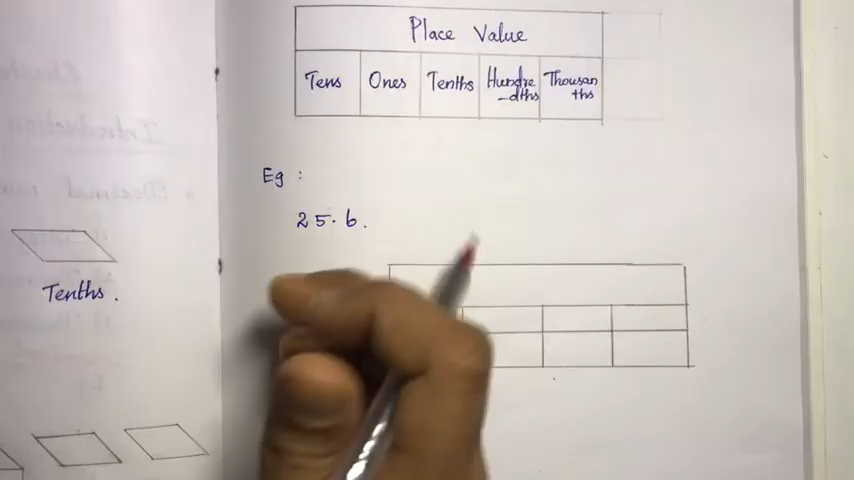 Place Value
Tens Ones Tenths Hundre
-dths Thousan
ths
Eg :
25.6.
Tenths.